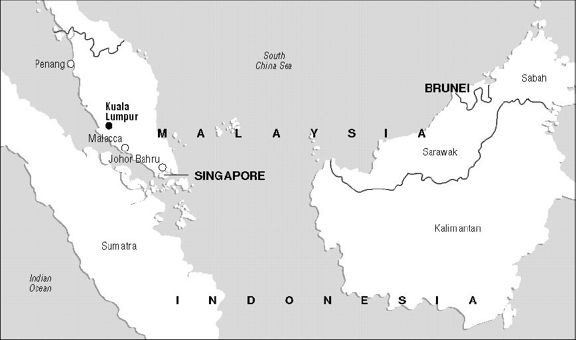 South
China Sea
Penang
Sabah
BRUNEI
Kuala
Lumpur
M A L A Y S I A
Malacca
Sarawak
Johor Bahru
SINGAPORE
Kalimantan
Sumatra
Indian
Ocean
I N D O N E S I A